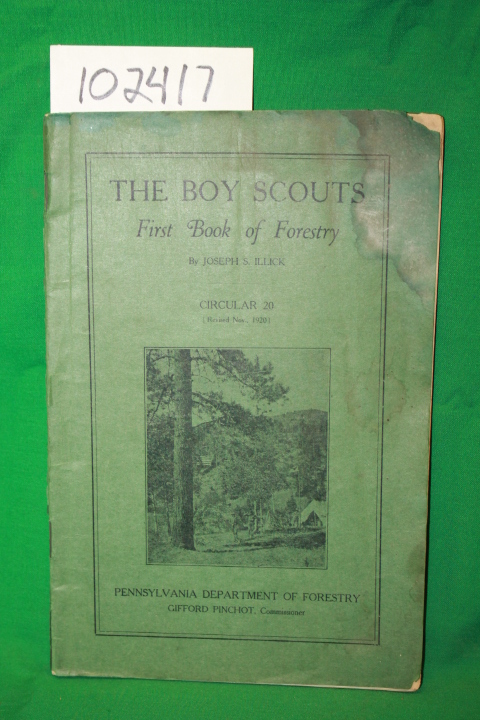 102417
THE BOY SCOUTS
First Book of Forestry
By JOSEPH S. ILLICK
CIRCULAR 20
(Revised Nov., 1920)
PENNSYLVANIA DEPARTMENT OF FORESTRY
GIFFORD PINCHOT, Commissioner